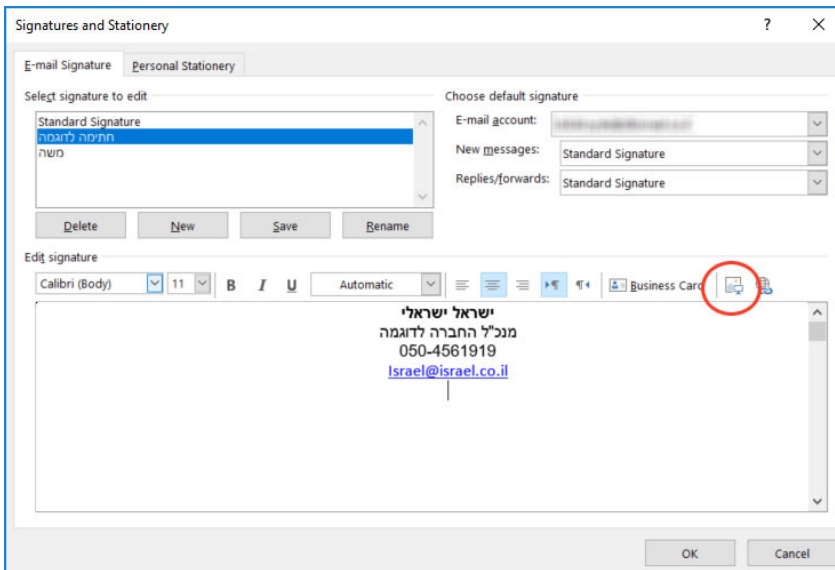 Signatures and Stationery
E-mail Signature Personal Stationery
Select signature to edit
Standard Signature
חתימה לדוגמה
משה
Delete New Save Rename
Choose default signature
E-mail account:
New messages: Standard Signature
Replies/forwards: Standard Signature
Edit signature
Calibri (Body) 11 B I U Automatic Business Card
ישראל ישראלי
מנכ"ל החברה לדוגמה
050-4561919
Israel@israel.co.il
OK Cancel